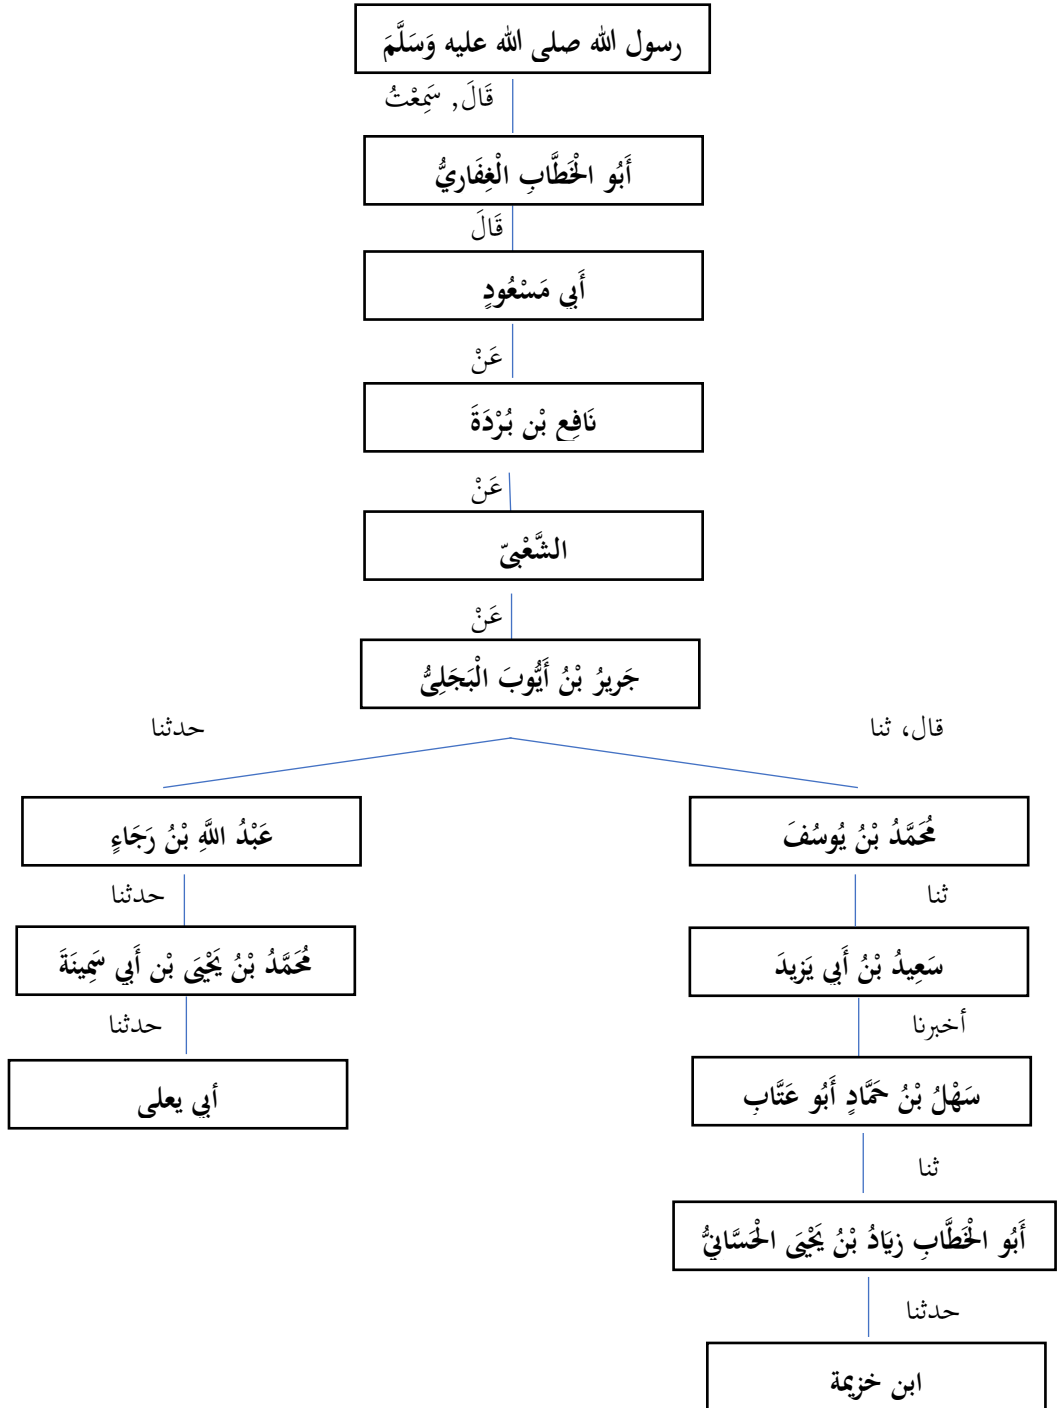 رسول الله صلى الله عليه وَسَلَّمَ
قَالَ, سَمِعْتُ
أَبُو الْخَطَّابِ الْغِفَارِيُّ
قَالَ
أَبِي مَسْعُودٍ
عَنْ
نَافِعِ بْنِ بُرْدَةَ
عَنْ
الشَّعْبِيّ
عَنْ
جَرِيرُ بْنُ أَيُّوبَ الْبَجَلِيُّ
قال، ثنا
حدثنا
مُحَمَّدُ بْنُ يُوسُفَ
عَبْدُ اللَّهِ بْنُ رَجَاءٍ
ثنا
حدثنا
سَعِيدُ بْنُ أَبِي يَزِيدَ
مُحَمَّدُ بْنُ يَحْيَى بْنِ أَبِي سَمِينَةَ
أخبرنا
حدثنا
سَهْلُ بْنُ حَمَّادٍ أَبُو عَتَّابٍ
أبي يعلى
ثنا
أَبُو الْخَطَّابِ زِيَادُ بْنُ يَحْيَى الْحَسَّانِيُّ
حدثنا
ابن خزيمة